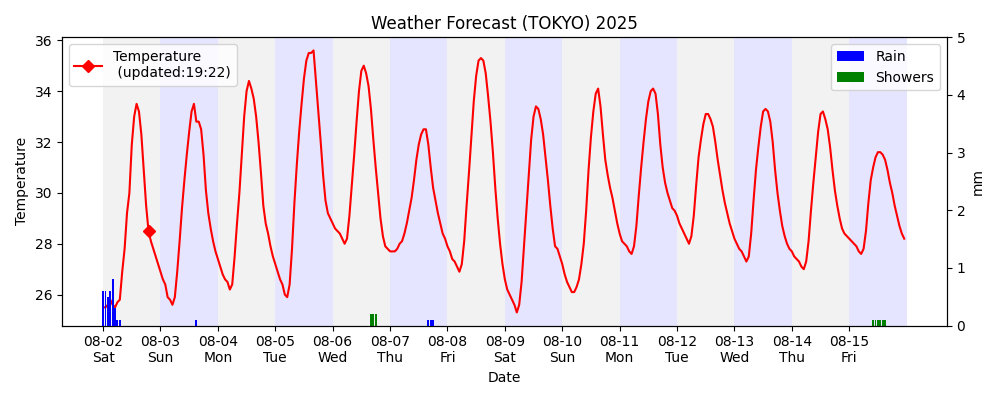 Weather Forecast (TOKYO) 2025
Temperature
(updated:19:22)
Rain
Showers
Temperature
36
34
32
30
28
26
5
4
3
2
1
0
mm
08-02 08-03 08-04 08-05 08-06 08-07 08-08 08-09 08-10 08-11 08-12 08-13 08-14 08-15
Sat Sun Mon Tue Wed Thu Fri Sat Sun Mon Tue Wed Thu Fri
Date